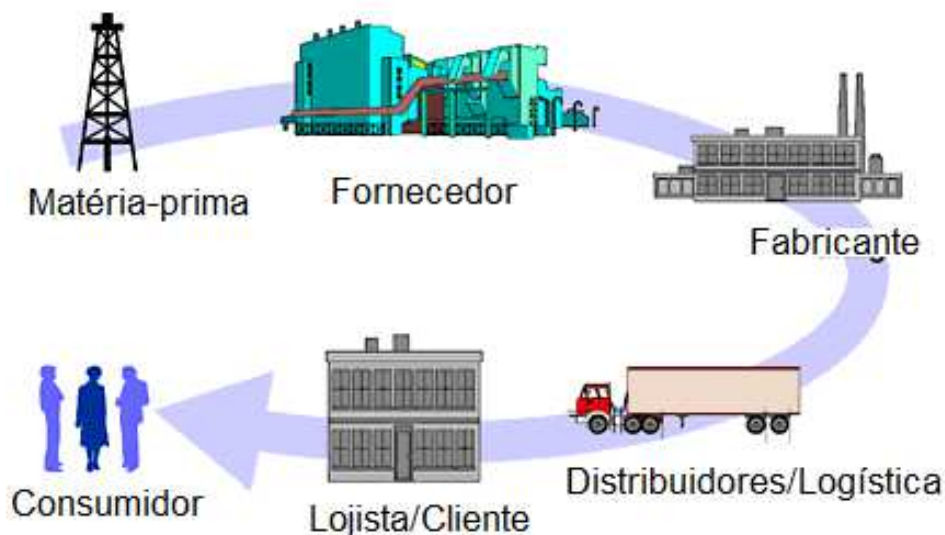 Matéria-prima
Fornecedor
Fabricante
Distribuidores/Logística
Lojista/Cliente
Consumidor